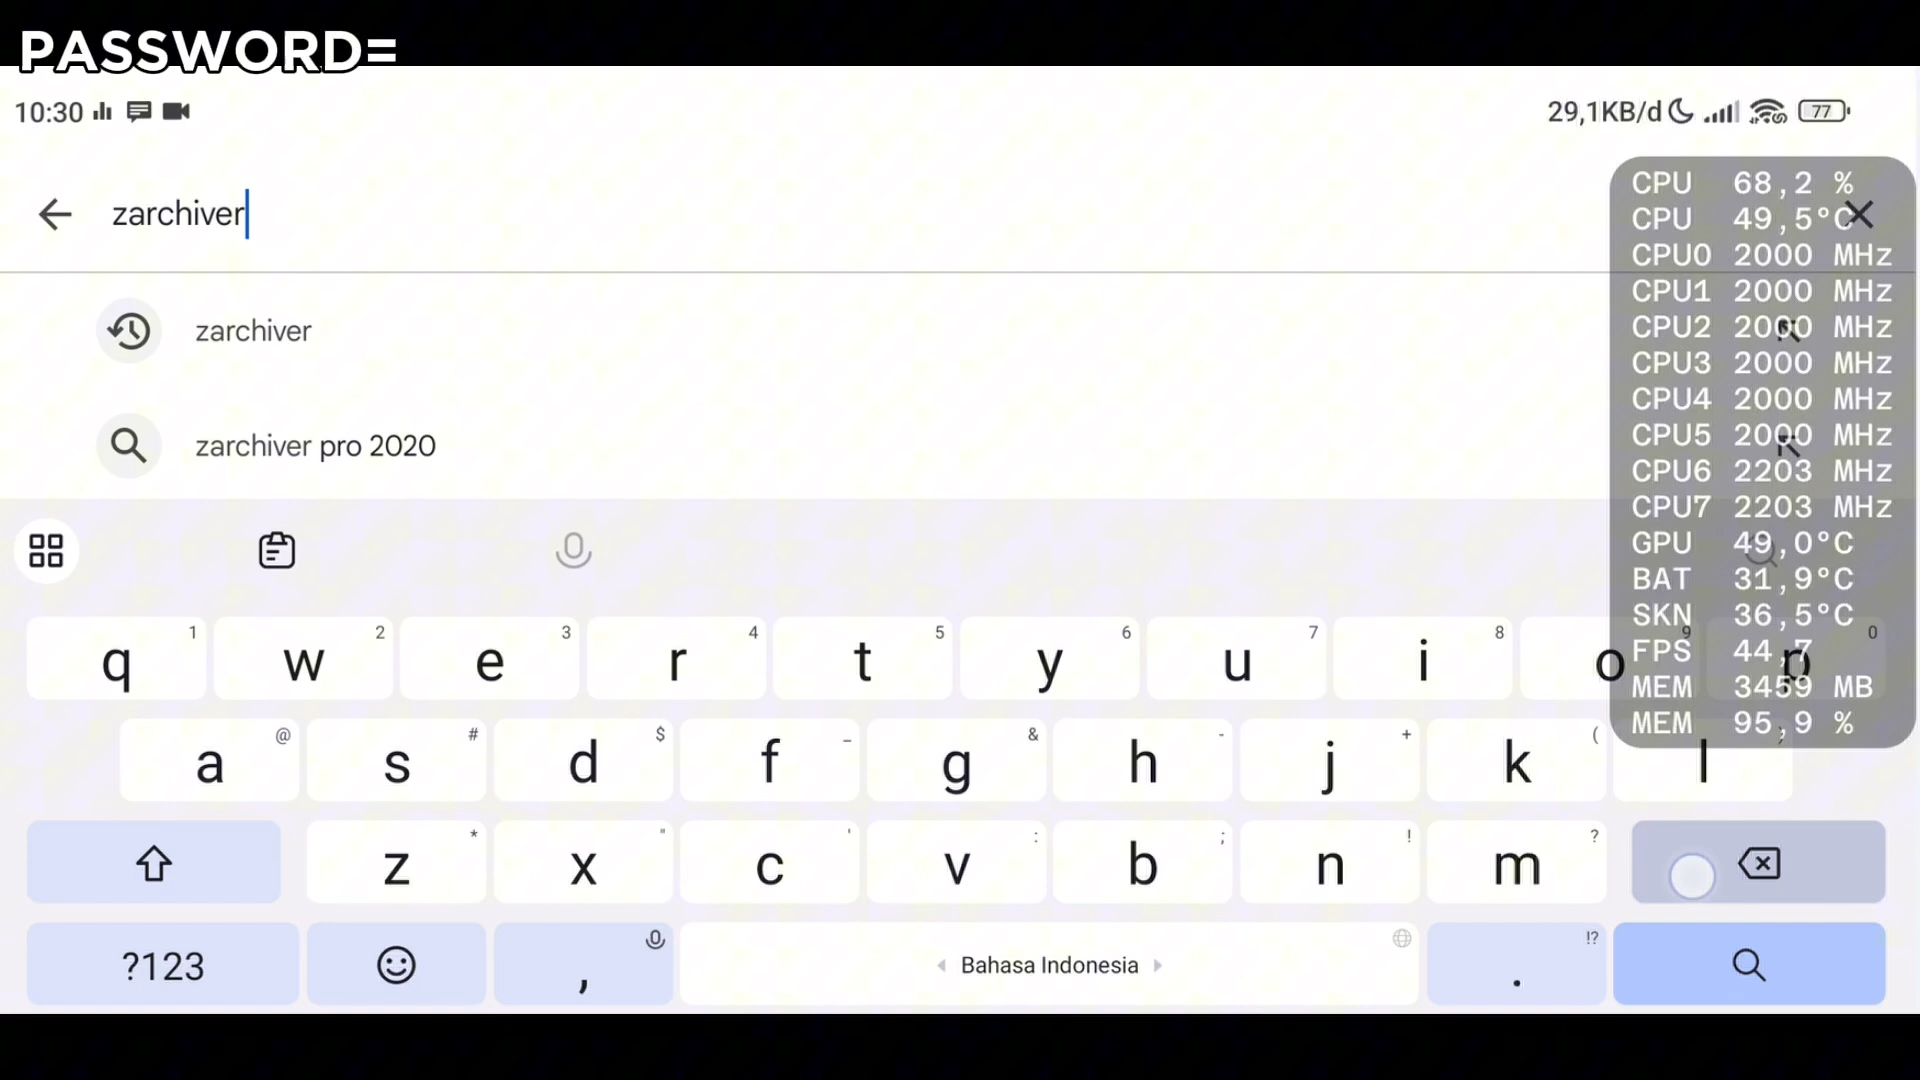 PASSWORD=
10:30
29,1KB/d
77
zarchiver
zarchiver
zarchiver pro 2020
CPU 68,2 %
CPU 49,5°C
CPU0 2000 MHz
CPU1 2000 MHz
CPU2 2000 MHz
CPU3 2000 MHz
CPU4 2000 MHz
CPU5 2000 MHz
CPU6 2203 MHz
CPU7 2203 MHz
GPU 49,0°C
BAT 31,9°C
SKN 36,5°C
FPS 44,7
MEM 3459 MB
MEM 95,9 %
1 2 3 4 5 6 7 8 9 0
q w e r t y u i o p
@ # $ _ & - + (
a s d f g h j k l
* " ' : ; ! ?
z x c v b n m
?123 , Bahasa Indonesia . !?